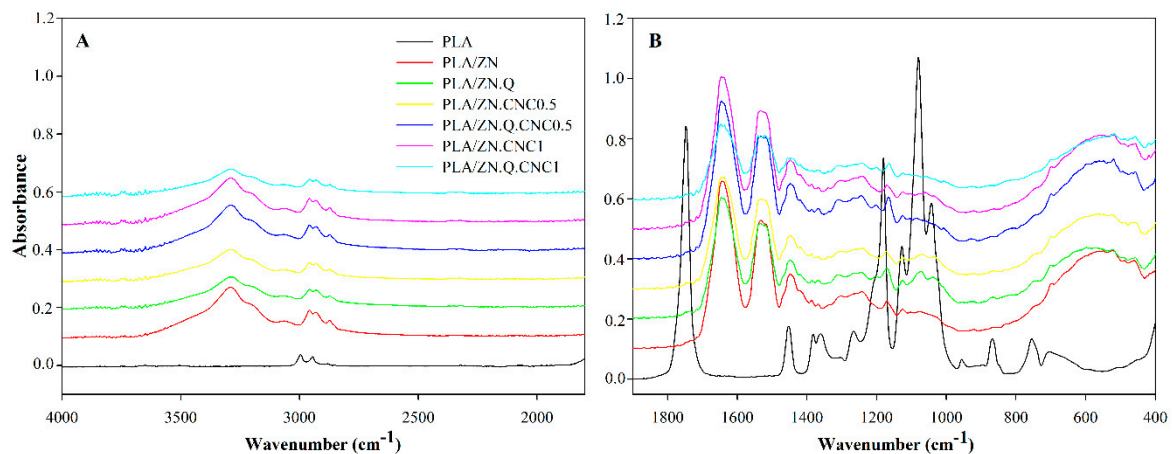 A
PLA
PLA/ZN
PLA/ZN.Q
PLA/ZN.CNC0.5
PLA/ZN.Q.CNC0.5
PLA/ZN.CNC1
PLA/ZN.Q.CNC1
Absorbance
1.2
1.0
0.8
0.6
0.4
0.2
0.0
4000 3500 3000 2500 2000
Wavenumber (cm-1)
B
1.2
1.0
0.8
0.6
0.4
0.2
0.0
1800 1600 1400 1200 1000 800 600 400
Wavenumber (cm-1)